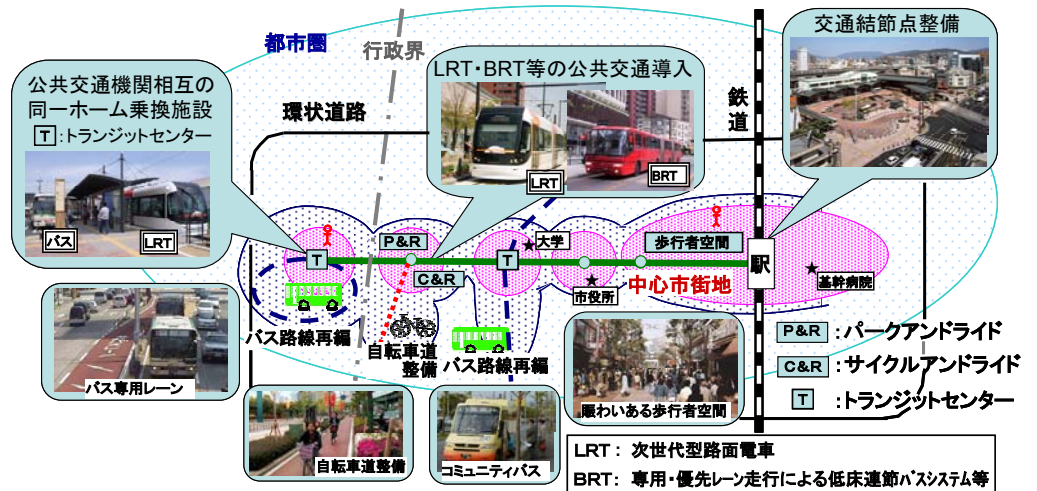 都市圏
行政界
公共交通機関相互の
同一ホーム乗換施設
T:トランジットセンター
バス
LRT
環状道路
LRT・BRT等の公共交通導入
LRT
BRT
鉄道
交通結節点整備
P&R
C&R
T
T
大学
市役所
歩行者空間
中心市街地
駅
基幹病院
バス路線再編
自転車道
整備
バス路線再編
バス専用レーン
自転車道整備
コミュニティバス
賑わいある歩行者空間
P&R:パークアンドライド
C&R:サイクルアンドライド
T:トランジットセンター
LRT: 次世代型路面電車
BRT: 専用・優先レーン走行による低床連節バスシステム等